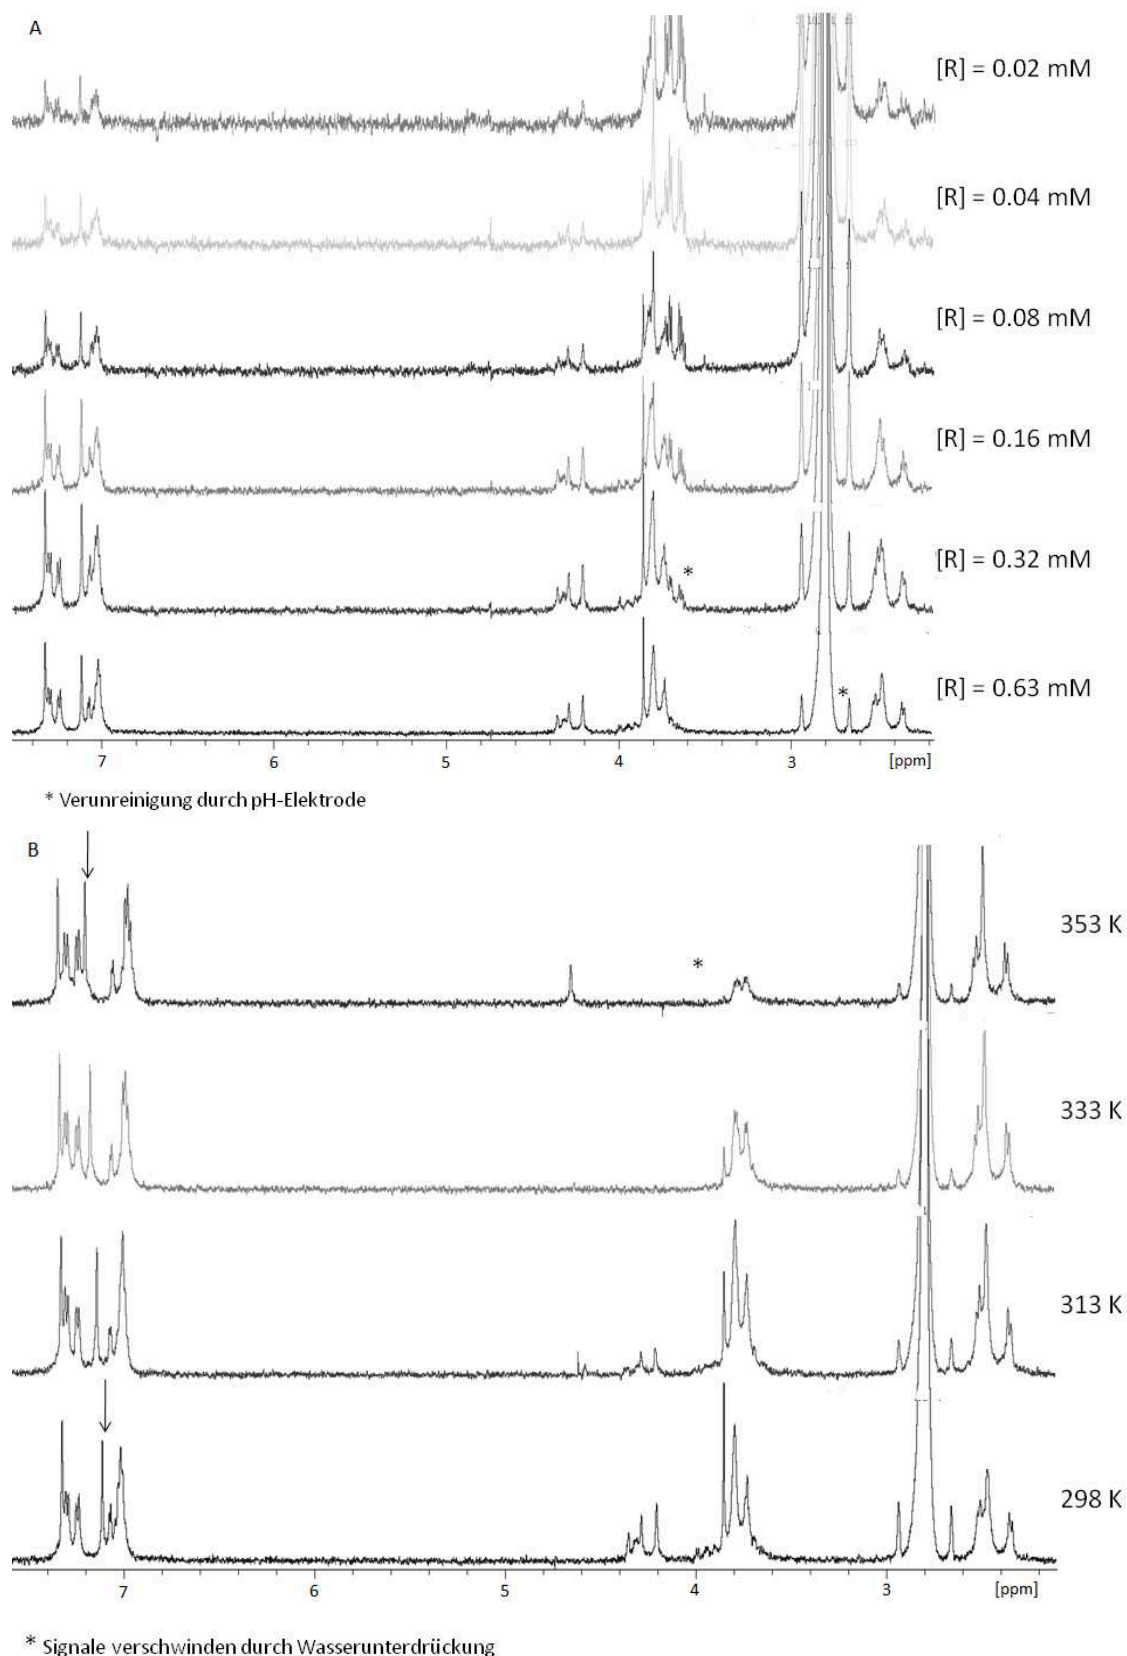 A
[R] = 0.02 mM
[R] = 0.04 mM
[R] = 0.08 mM
[R] = 0.16 mM
*
[R] = 0.32 mM
*
[R] = 0.63 mM
7 6 5 4 3 [ppm]
* Verunreinigung durch pH-Elektrode
B
353 K
*
333 K
313 K
298 K
7 6 5 4 3 [ppm]
* Signale verschwinden durch Wasserunterdrückung